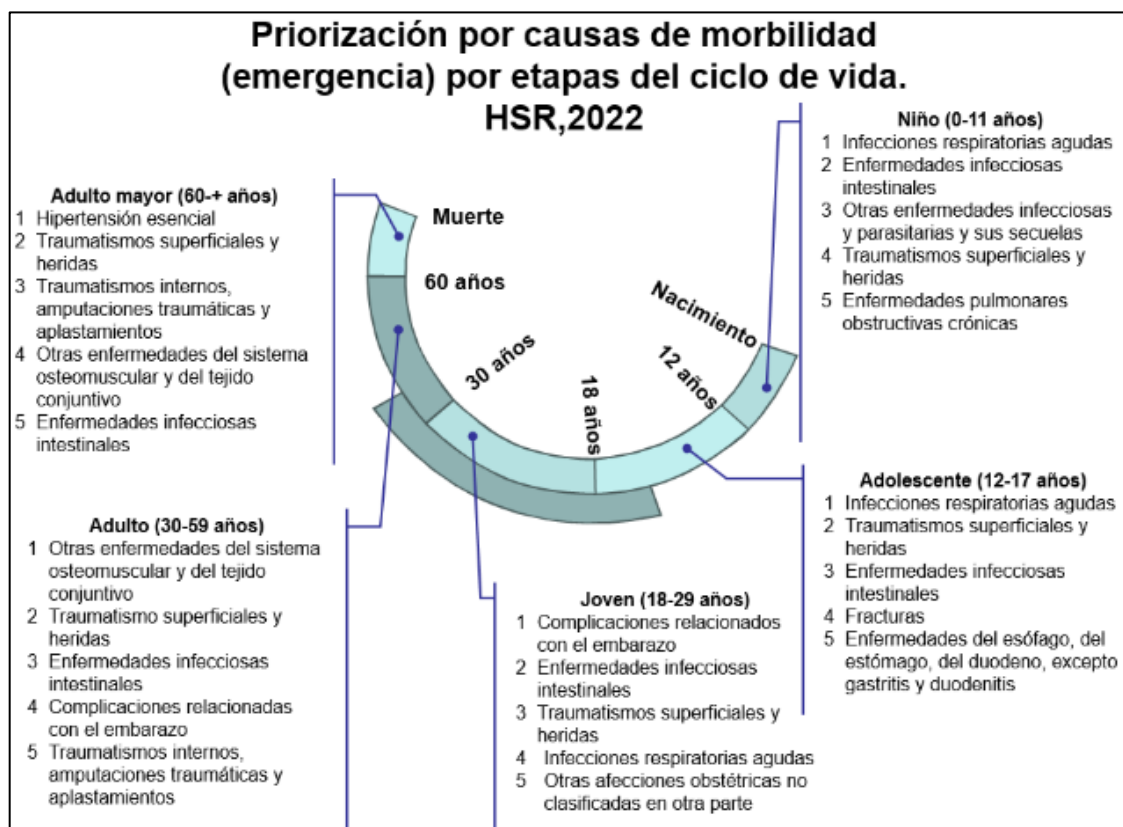 Priorización por causas de morbilidad
(emergencia) por etapas del ciclo de vida.
HSR,2022
Niño (0-11 años)
1 Infecciones respiratorias agudas
2 Enfermedades infecciosas
intestinales
3 Otras enfermedades infecciosas
y parasitarias y sus secuelas
4 Traumatismos superficiales y
heridas
5 Enfermedades pulmonares
obstructivas crónicas
Adulto mayor (60-+ años)
1 Hipertensión esencial
2 Traumatismos superficiales y
heridas
3 Traumatismos internos,
amputaciones traumáticas y
aplastamientos
4 Otras enfermedades del sistema
osteomuscular y del tejido
conjuntivo
5 Enfermedades infecciosas
intestinales
Muerte
60 años
30 años
18 años
12 años
Nacimiento
Adolescente (12-17 años)
1 Infecciones respiratorias agudas
2 Traumatismos superficiales y
heridas
3 Enfermedades infecciosas
intestinales
4 Fracturas
5 Enfermedades del esófago, del
estómago, del duodeno, excepto
gastritis y duodenitis
Adulto (30-59 años)
1 Otras enfermedades del sistema
osteomuscular y del tejido
conjuntivo
2 Traumatismo superficiales y
heridas
3 Enfermedades infecciosas
intestinales
4 Complicaciones relacionadas
con el embarazo
5 Traumatismos internos,
amputaciones traumáticas y
aplastamientos
Joven (18-29 años)
1 Complicaciones relacionados
con el embarazo
2 Enfermedades infecciosas
intestinales
3 Traumatismos superficiales y
heridas
4 Infecciones respiratorias agudas
5 Otras afecciones obstétricas no
clasificadas en otra parte